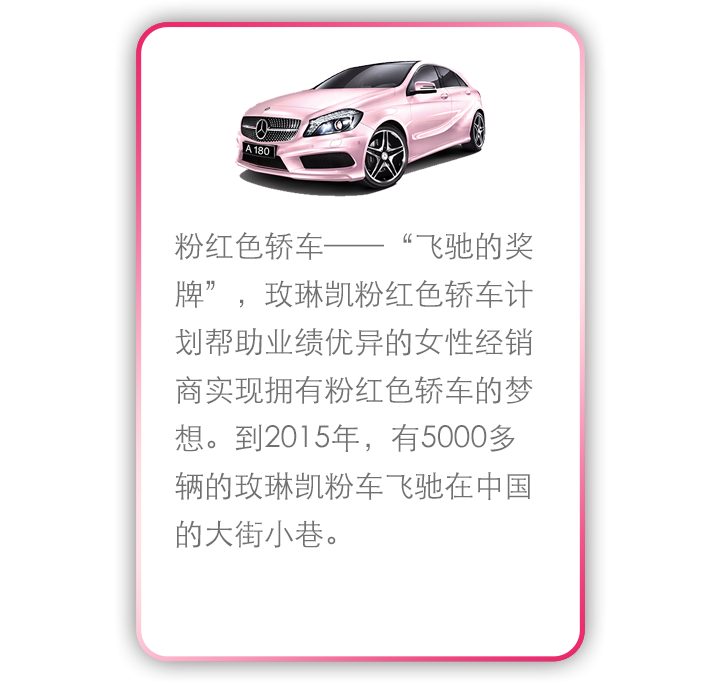 A 180
粉红色轿车——“飞驰的奖
牌”，玫琳凯粉红色轿车计
划帮助业绩优异的女性经销
商实现拥有粉红色轿车的梦
想。到2015年，有5000多
辆的玫琳凯粉车飞驰在中国
的大街小巷。